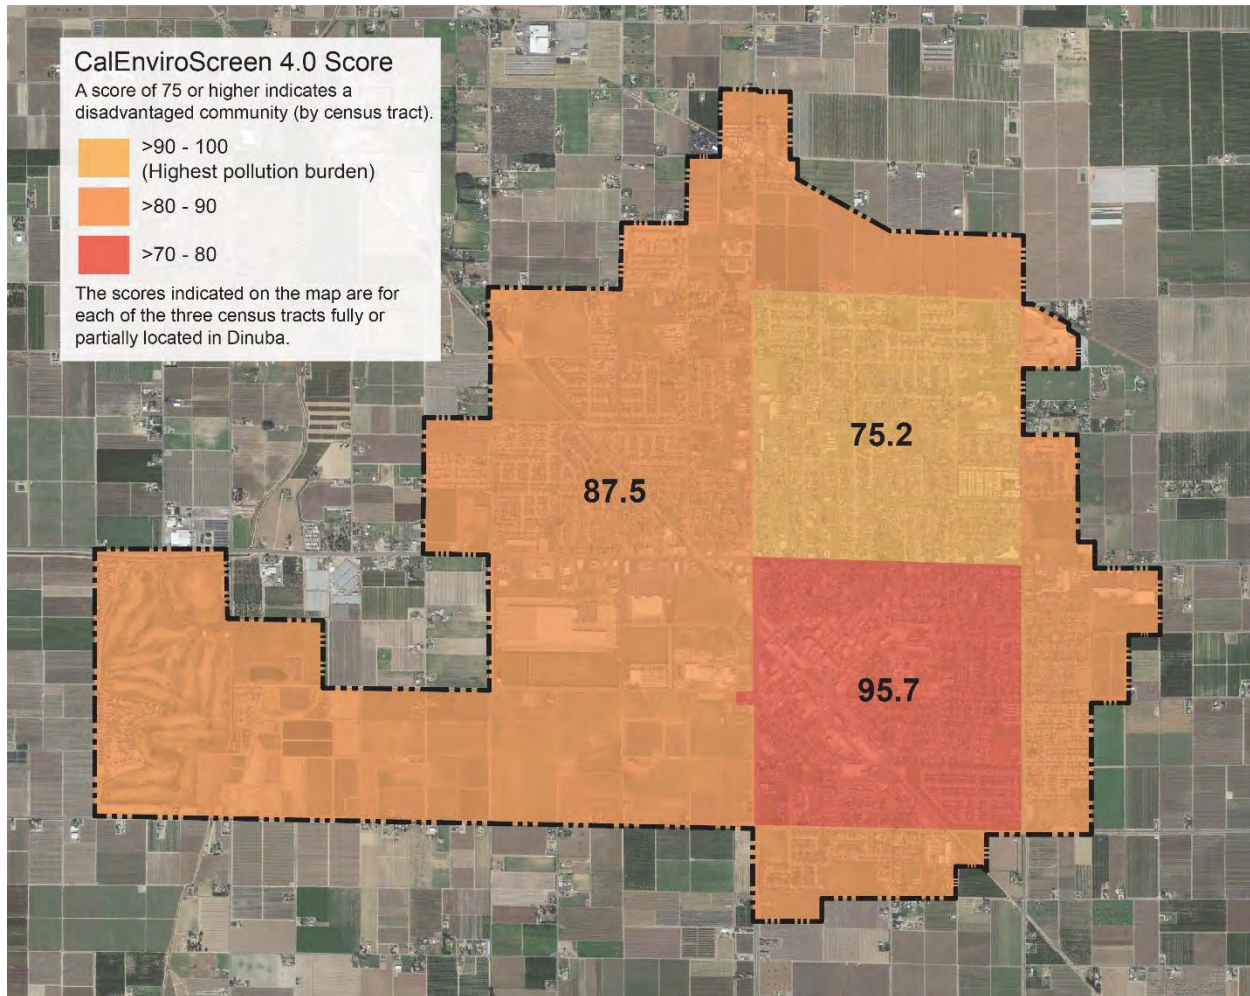 CalEnviroScreen 4.0 Score
A score of 75 or higher indicates a
disadvantaged community (by census tract).
>90 - 100
(Highest pollution burden)
>80 - 90
>70 - 80
The scores indicated on the map are for
each of the three census tracts fully or
partially located in Dinuba.
75.2
87.5
95.7